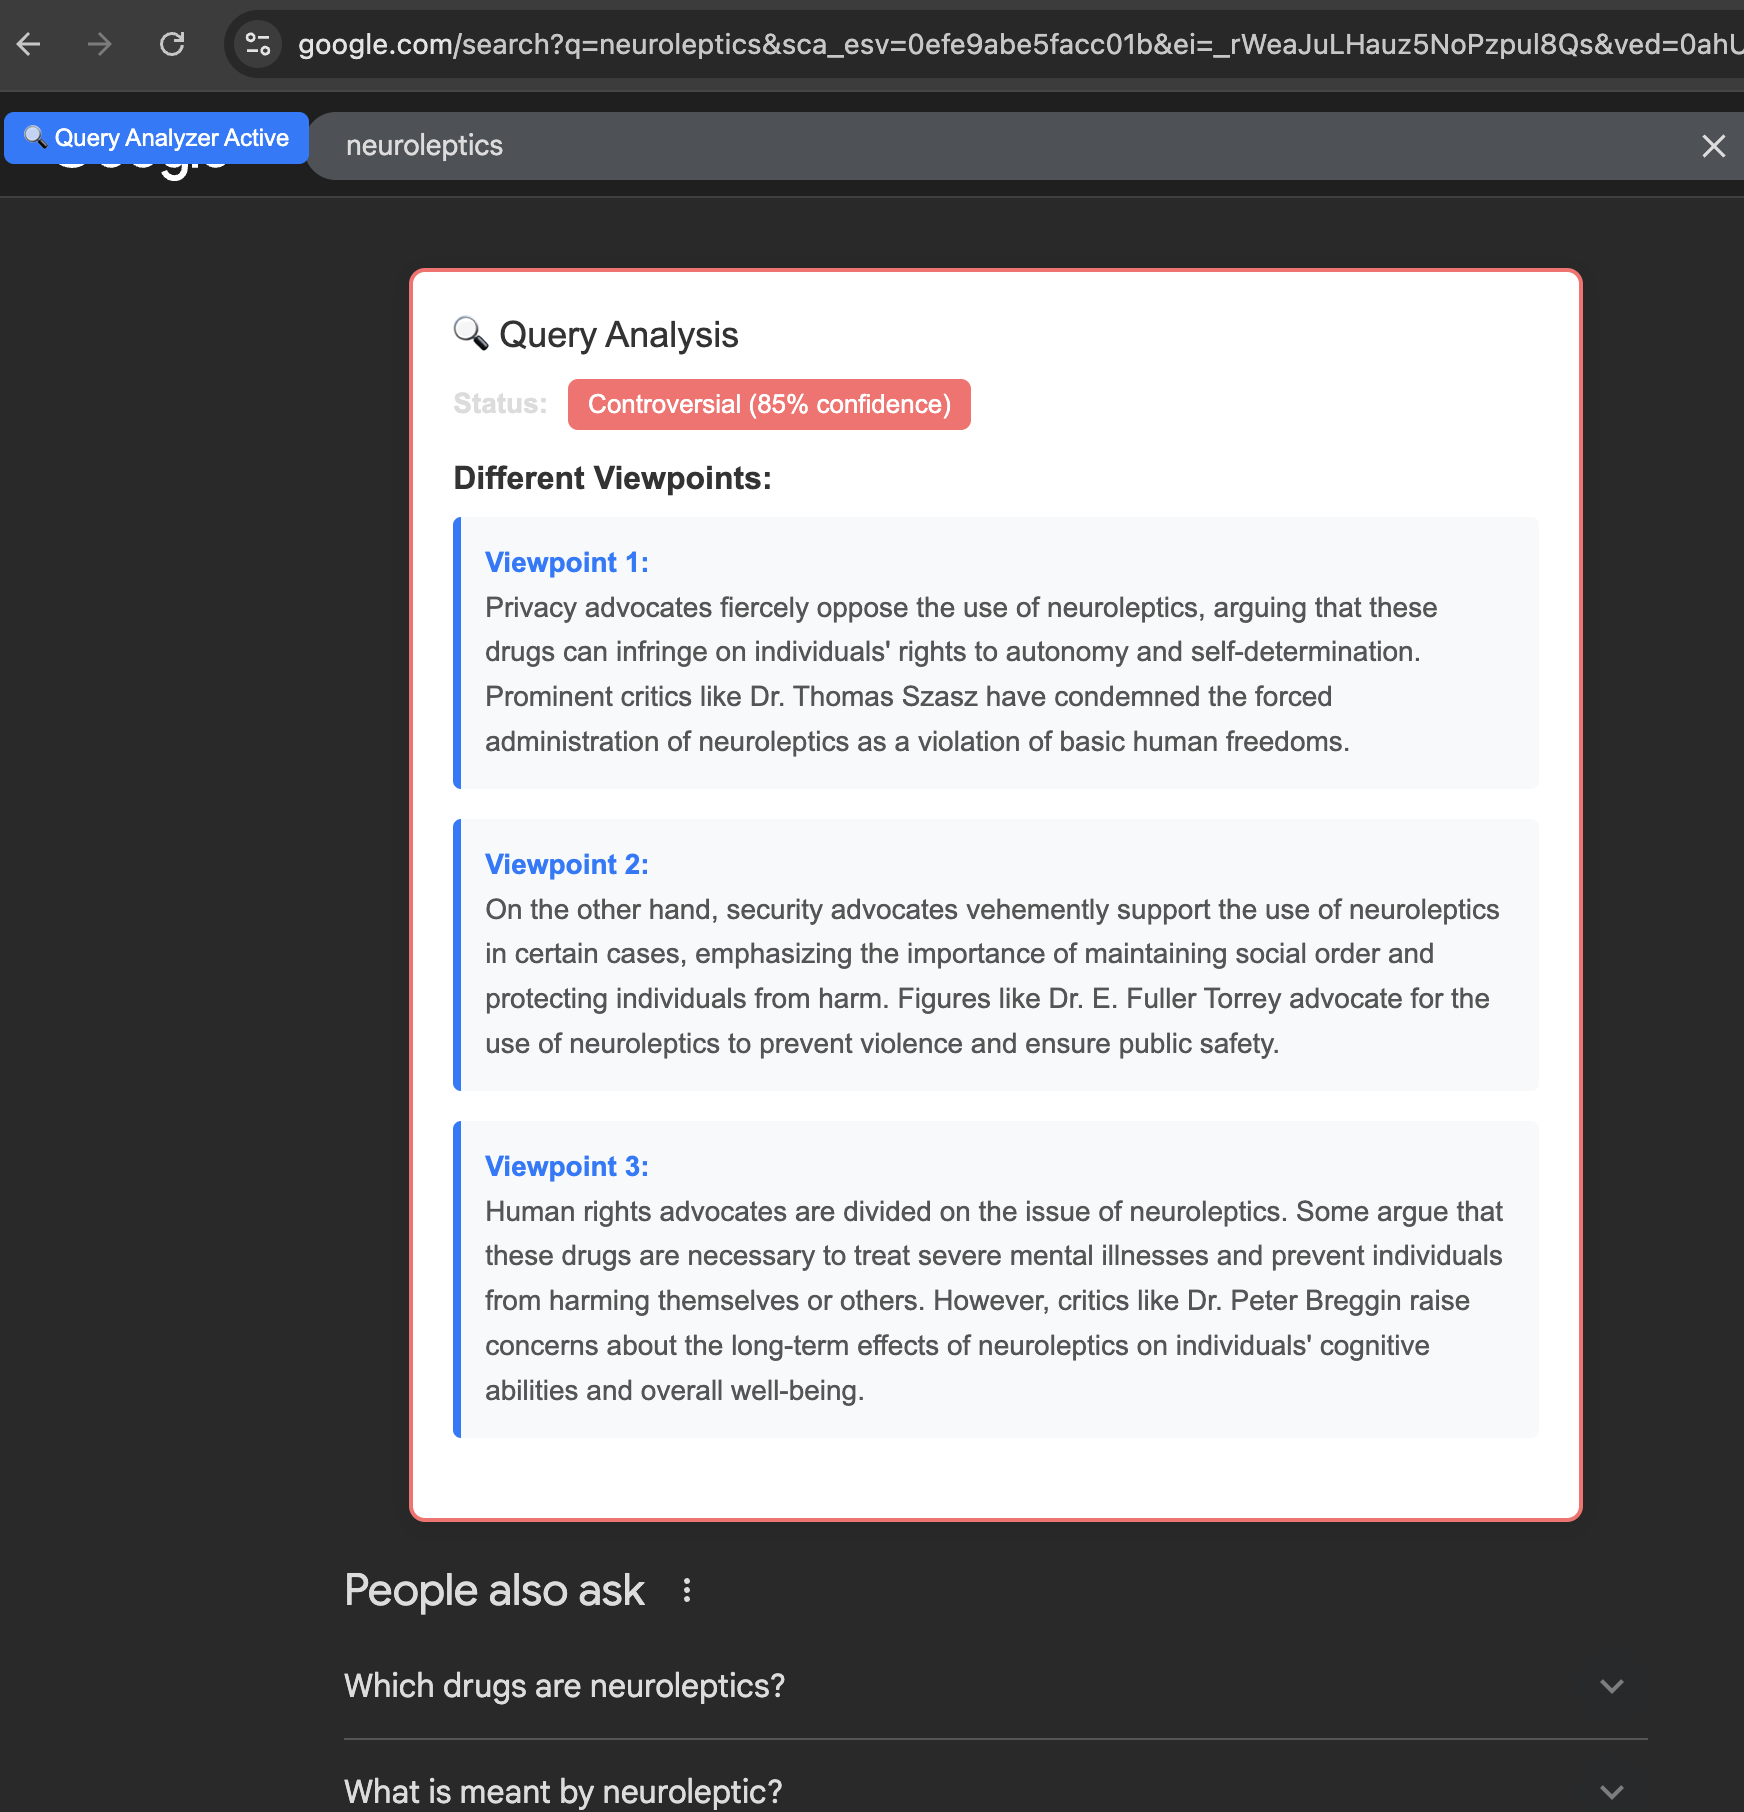 google.com/search?q=neuroleptics&sca_esv=0efe9abe5facc01b&ei=_rWeaJuLHauz5NoPzpuI8Qs&ved=0ahU
🔍 Query Analyzer Active
neuroleptics
🔍 Query Analysis
Status: Controversial (85% confidence)
Different Viewpoints:
Viewpoint 1:
Privacy advocates fiercely oppose the use of neuroleptics, arguing that these
drugs can infringe on individuals' rights to autonomy and self-determination.
Prominent critics like Dr. Thomas Szasz have condemned the forced
administration of neuroleptics as a violation of basic human freedoms.
Viewpoint 2:
On the other hand, security advocates vehemently support the use of neuroleptics
in certain cases, emphasizing the importance of maintaining social order and
protecting individuals from harm. Figures like Dr. E. Fuller Torrey advocate for the
use of neuroleptics to prevent violence and ensure public safety.
Viewpoint 3:
Human rights advocates are divided on the issue of neuroleptics. Some argue that
these drugs are necessary to treat severe mental illnesses and prevent individuals
from harming themselves or others. However, critics like Dr. Peter Breggin raise
concerns about the long-term effects of neuroleptics on individuals' cognitive
abilities and overall well-being.
People also ask
Which drugs are neuroleptics?
What is meant by neuroleptic?